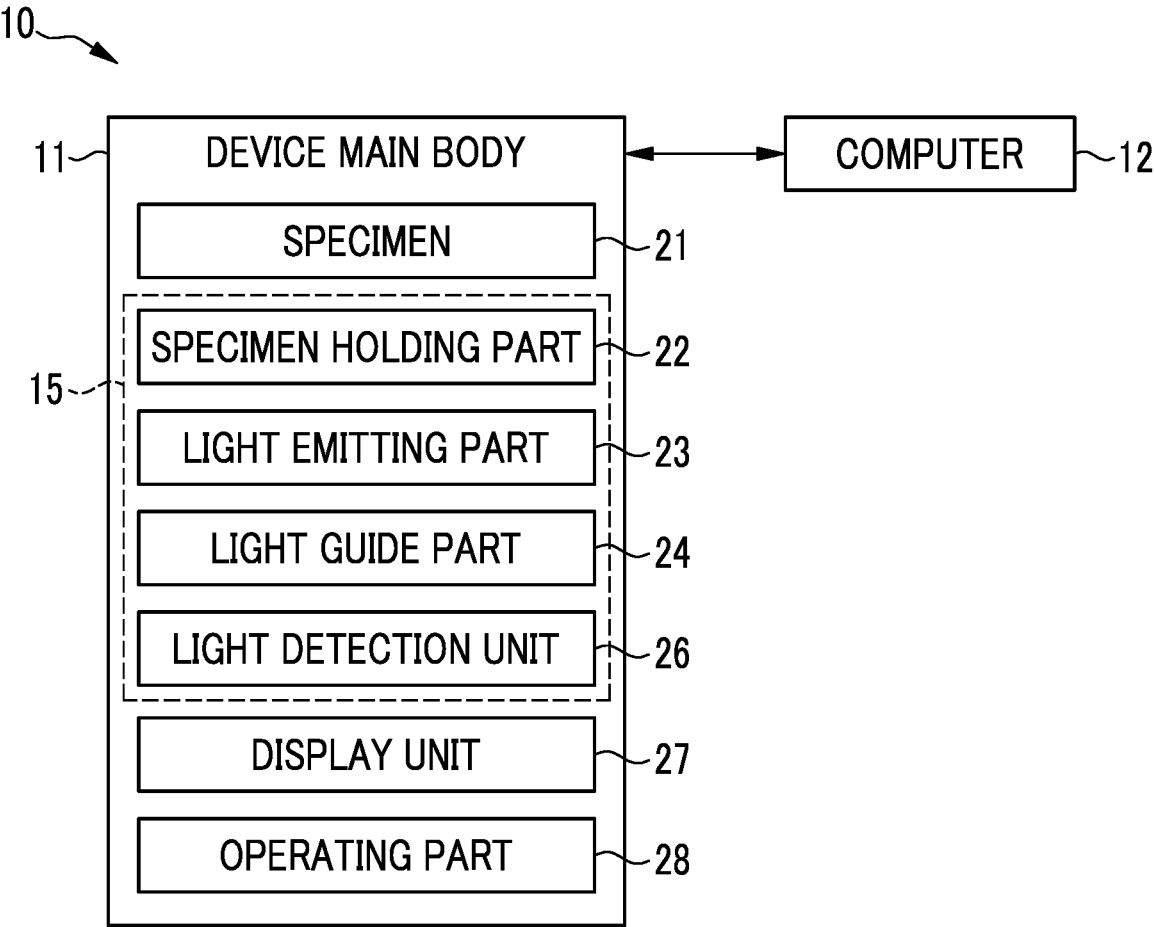 10
11
DEVICE MAIN BODY
COMPUTER
12
SPECIMEN
21
SPECIMEN HOLDING PART
22
15
LIGHT EMITTING PART
23
LIGHT GUIDE PART
24
LIGHT DETECTION UNIT
26
DISPLAY UNIT
27
OPERATING PART
28